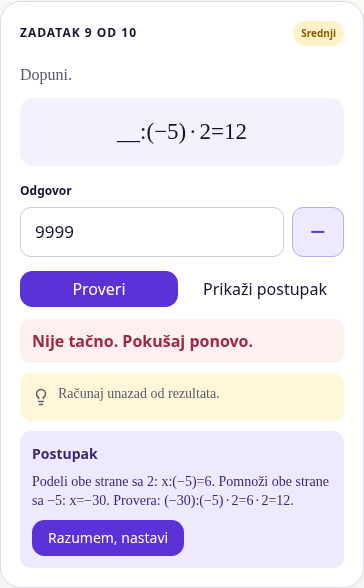 ZADATAK 9 OD 10
Srednji
Dopuni.
__:(−5)·2=12
Odgovor
9999
−
Proveri
Prikaži postupak
Nije tačno. Pokušaj ponovo.
Računaj unazad od rezultata.
Postupak
Podeli obe strane sa 2: x:(−5)=6. Pomnoži obe strane
sa −5: x=−30. Provera: (−30):(−5)·2=6·2=12.
Razumem, nastavi